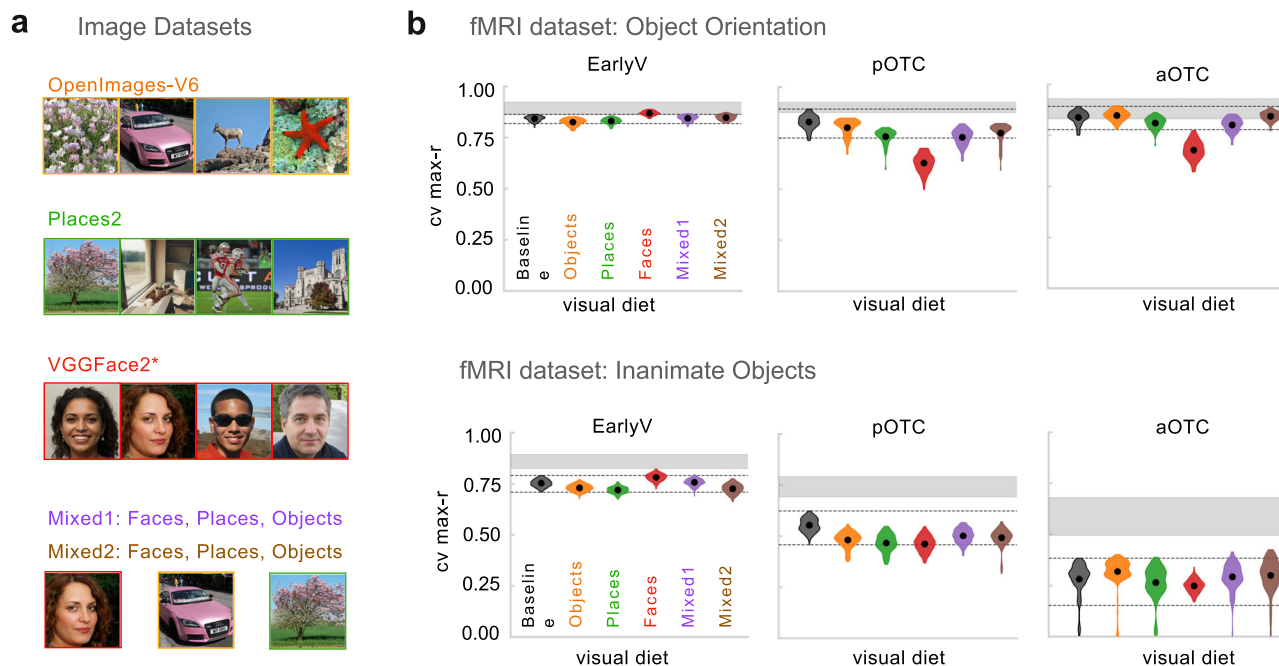 a
Image Datasets
OpenImages-V6
Places2
VGGFace2*
Mixed1: Faces, Places, Objects
Mixed2: Faces, Places, Objects
b
fMRI dataset: Object Orientation
EarlyV
pOTC
aOTC
cv max-r
1.00
0.75
0.50
0.25
0.00
Baselin
e
Objects
Places
Faces
Mixed1
Mixed2
visual diet
visual diet
visual diet
fMRI dataset: Inanimate Objects
EarlyV
pOTC
aOTC
cv max-r
1.00
0.75
0.50
0.25
0.00
Baselin
e
Objects
Places
Faces
Mixed1
Mixed2
visual diet
visual diet
visual diet